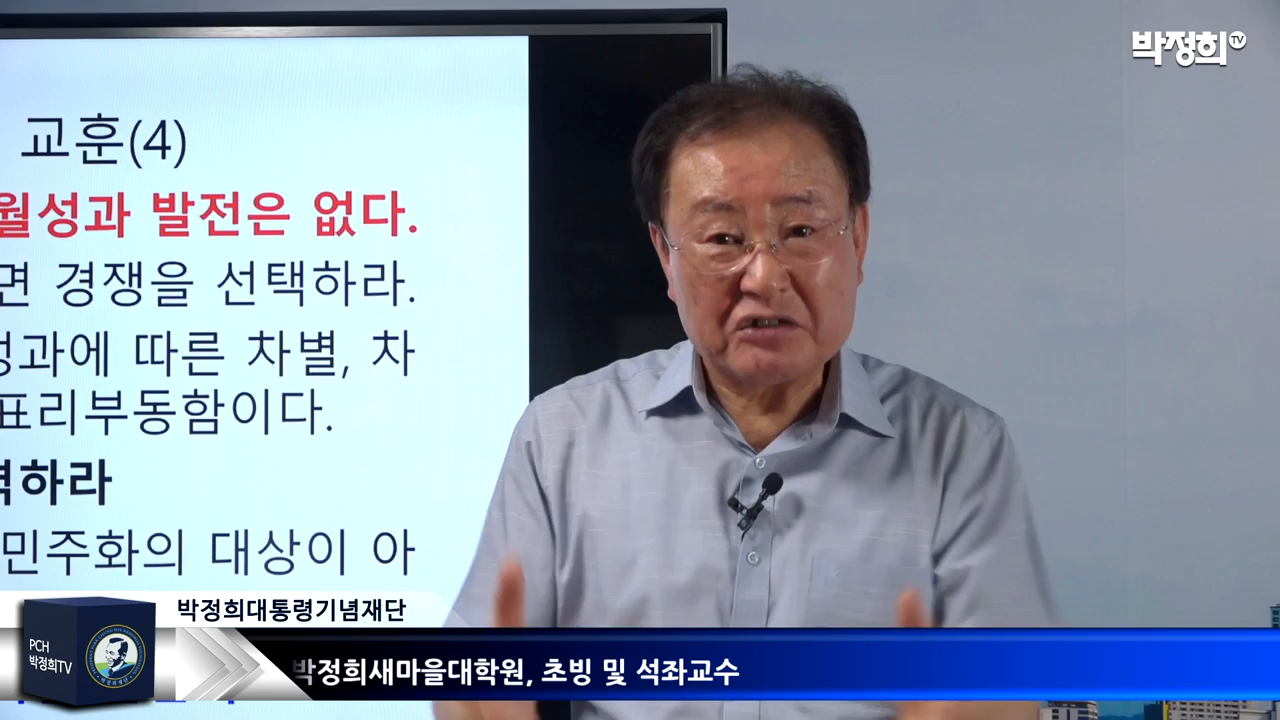 박정희TV
교훈(4)
월성과 발전은 없다.
면 경쟁을 선택하라.
성과에 따른 차별, 차
표리부동함이다.
력하라
민주화의 대상이 아
박정희대통령기념재단
PCH
박정희TV
박정희새마을대학원, 초빙 및 석좌교수